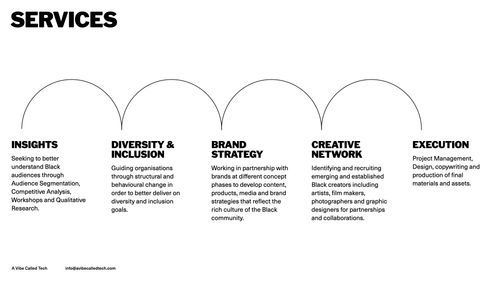 SERVICES
INSIGHTS
Seeking to better
understand Black
audiences through
Audience Segmentation,
Competitive Analysis,
Workshops and Qualitative
Research.
DIVERSITY &
INCLUSION
Guiding organisations
through structural and
behavioural change in
order to better deliver on
diversity and inclusion
goals.
BRAND
STRATEGY
Working in partnership with
brands at different concept
phases to develop content,
products, media and brand
strategies that reflect the
rich culture of the Black
community.
CREATIVE
NETWORK
Identifying and recruiting
emerging and established
Black creators including
artists, film makers,
photographers and graphic
designers for partnerships
and collaborations.
EXECUTION
Project Management,
Design, copywriting and
production of final
materials and assets.
A Vibe Called Tech
info@avibecalledtech.com